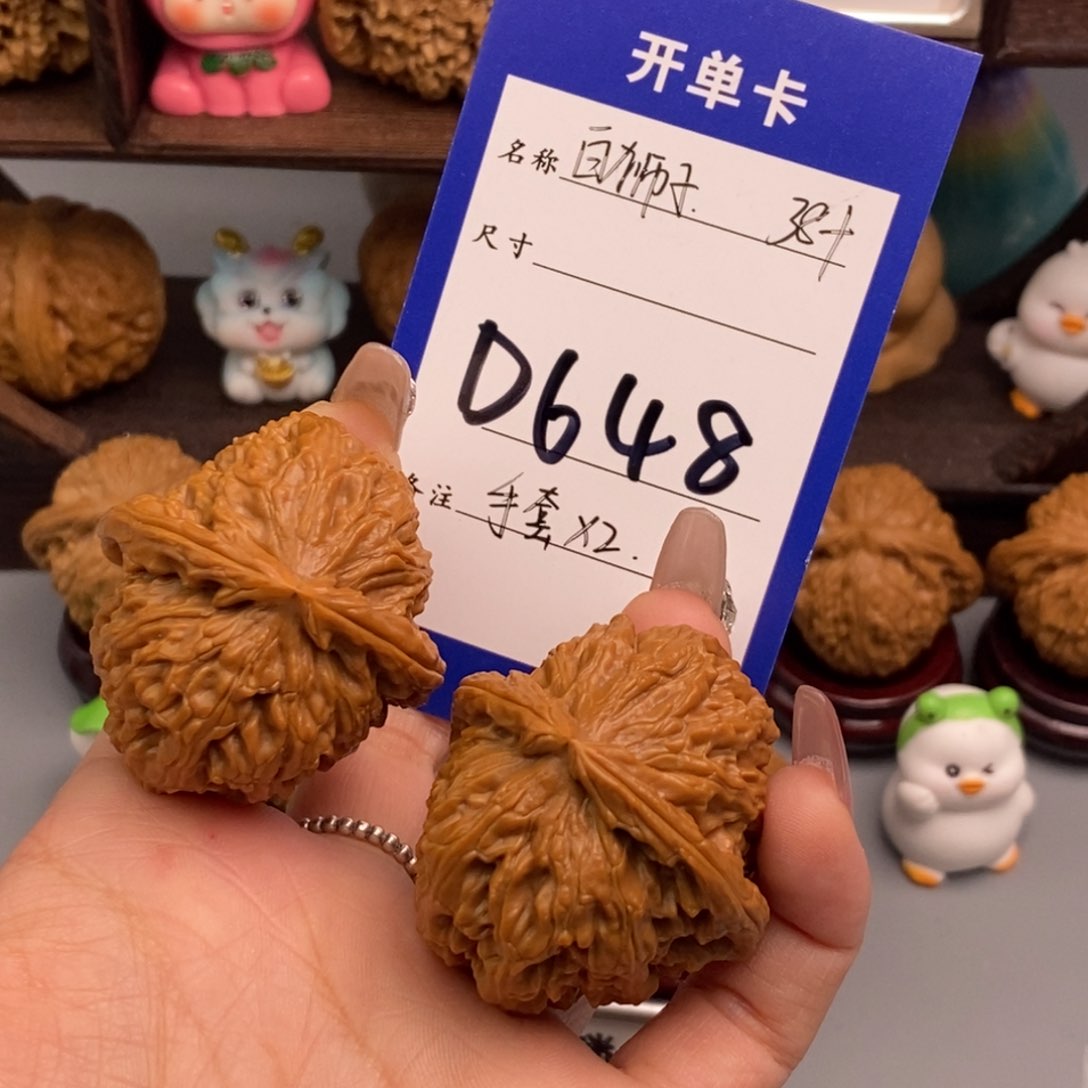 开单卡
名称 白狮子 38+
尺寸
D648
备注 手套X2.